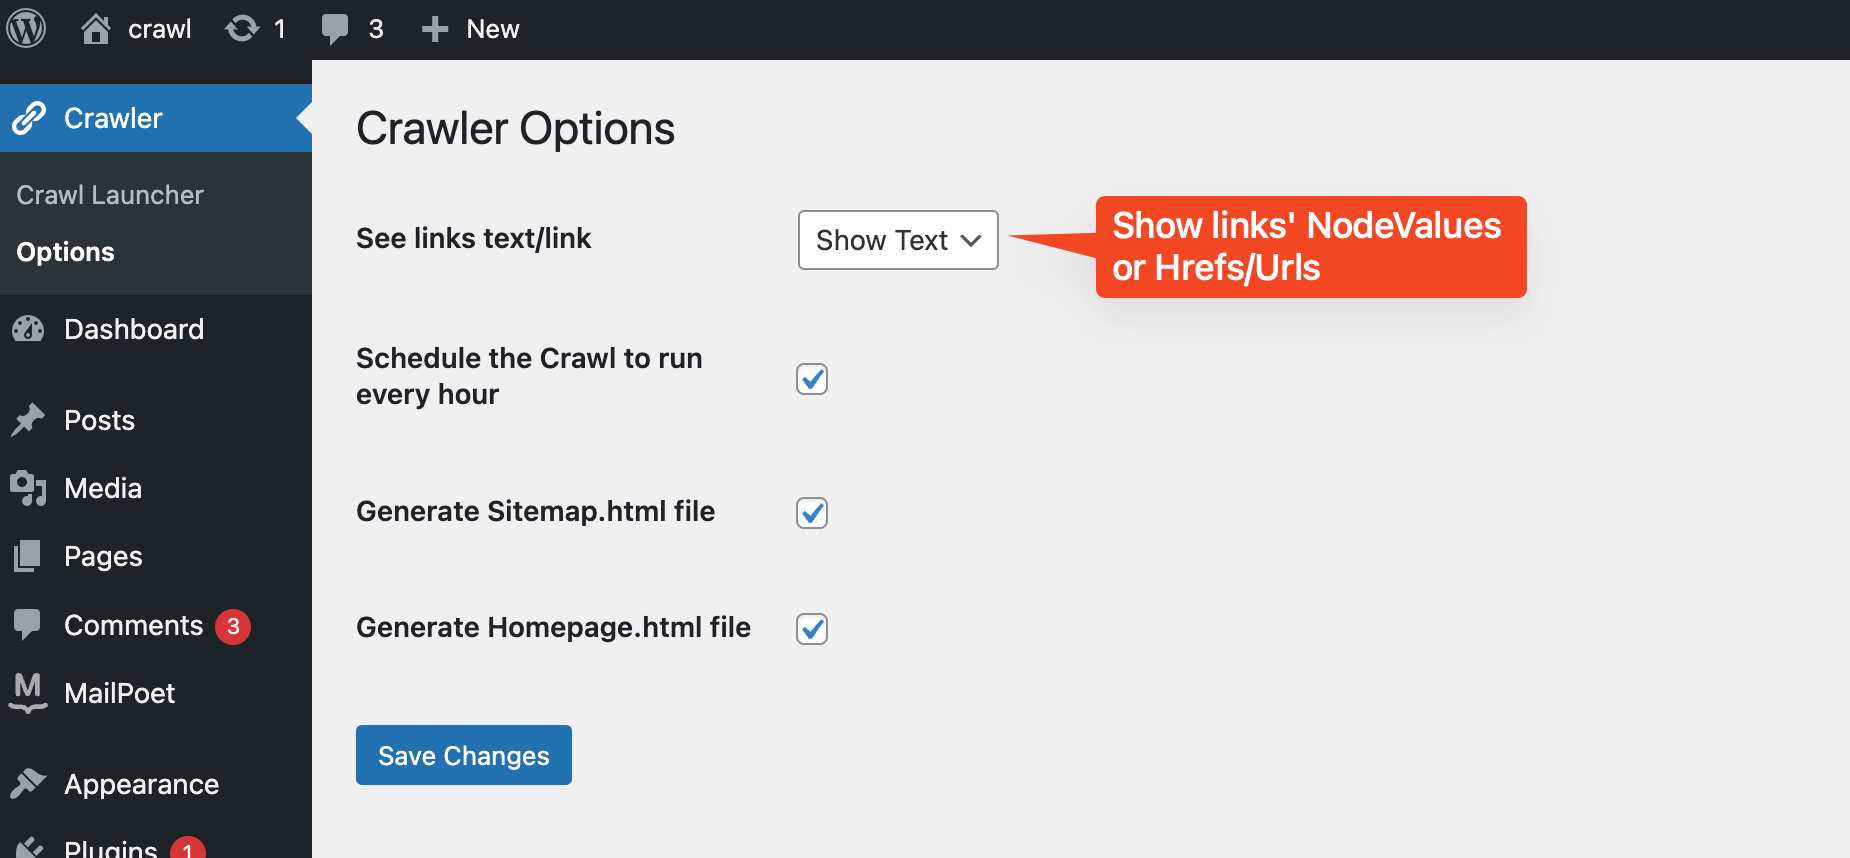 crawl 1 3 New
Crawler
Crawl Launcher
Options
Dashboard
Posts
Media
Pages
Comments 3
MailPoet
Appearance
Plugins 1
Crawler Options
See links text/link
Show Text
Show links' NodeValues
or Hrefs/Urls
Schedule the Crawl to run
every hour
Generate Sitemap.html file
Generate Homepage.html file
Save Changes